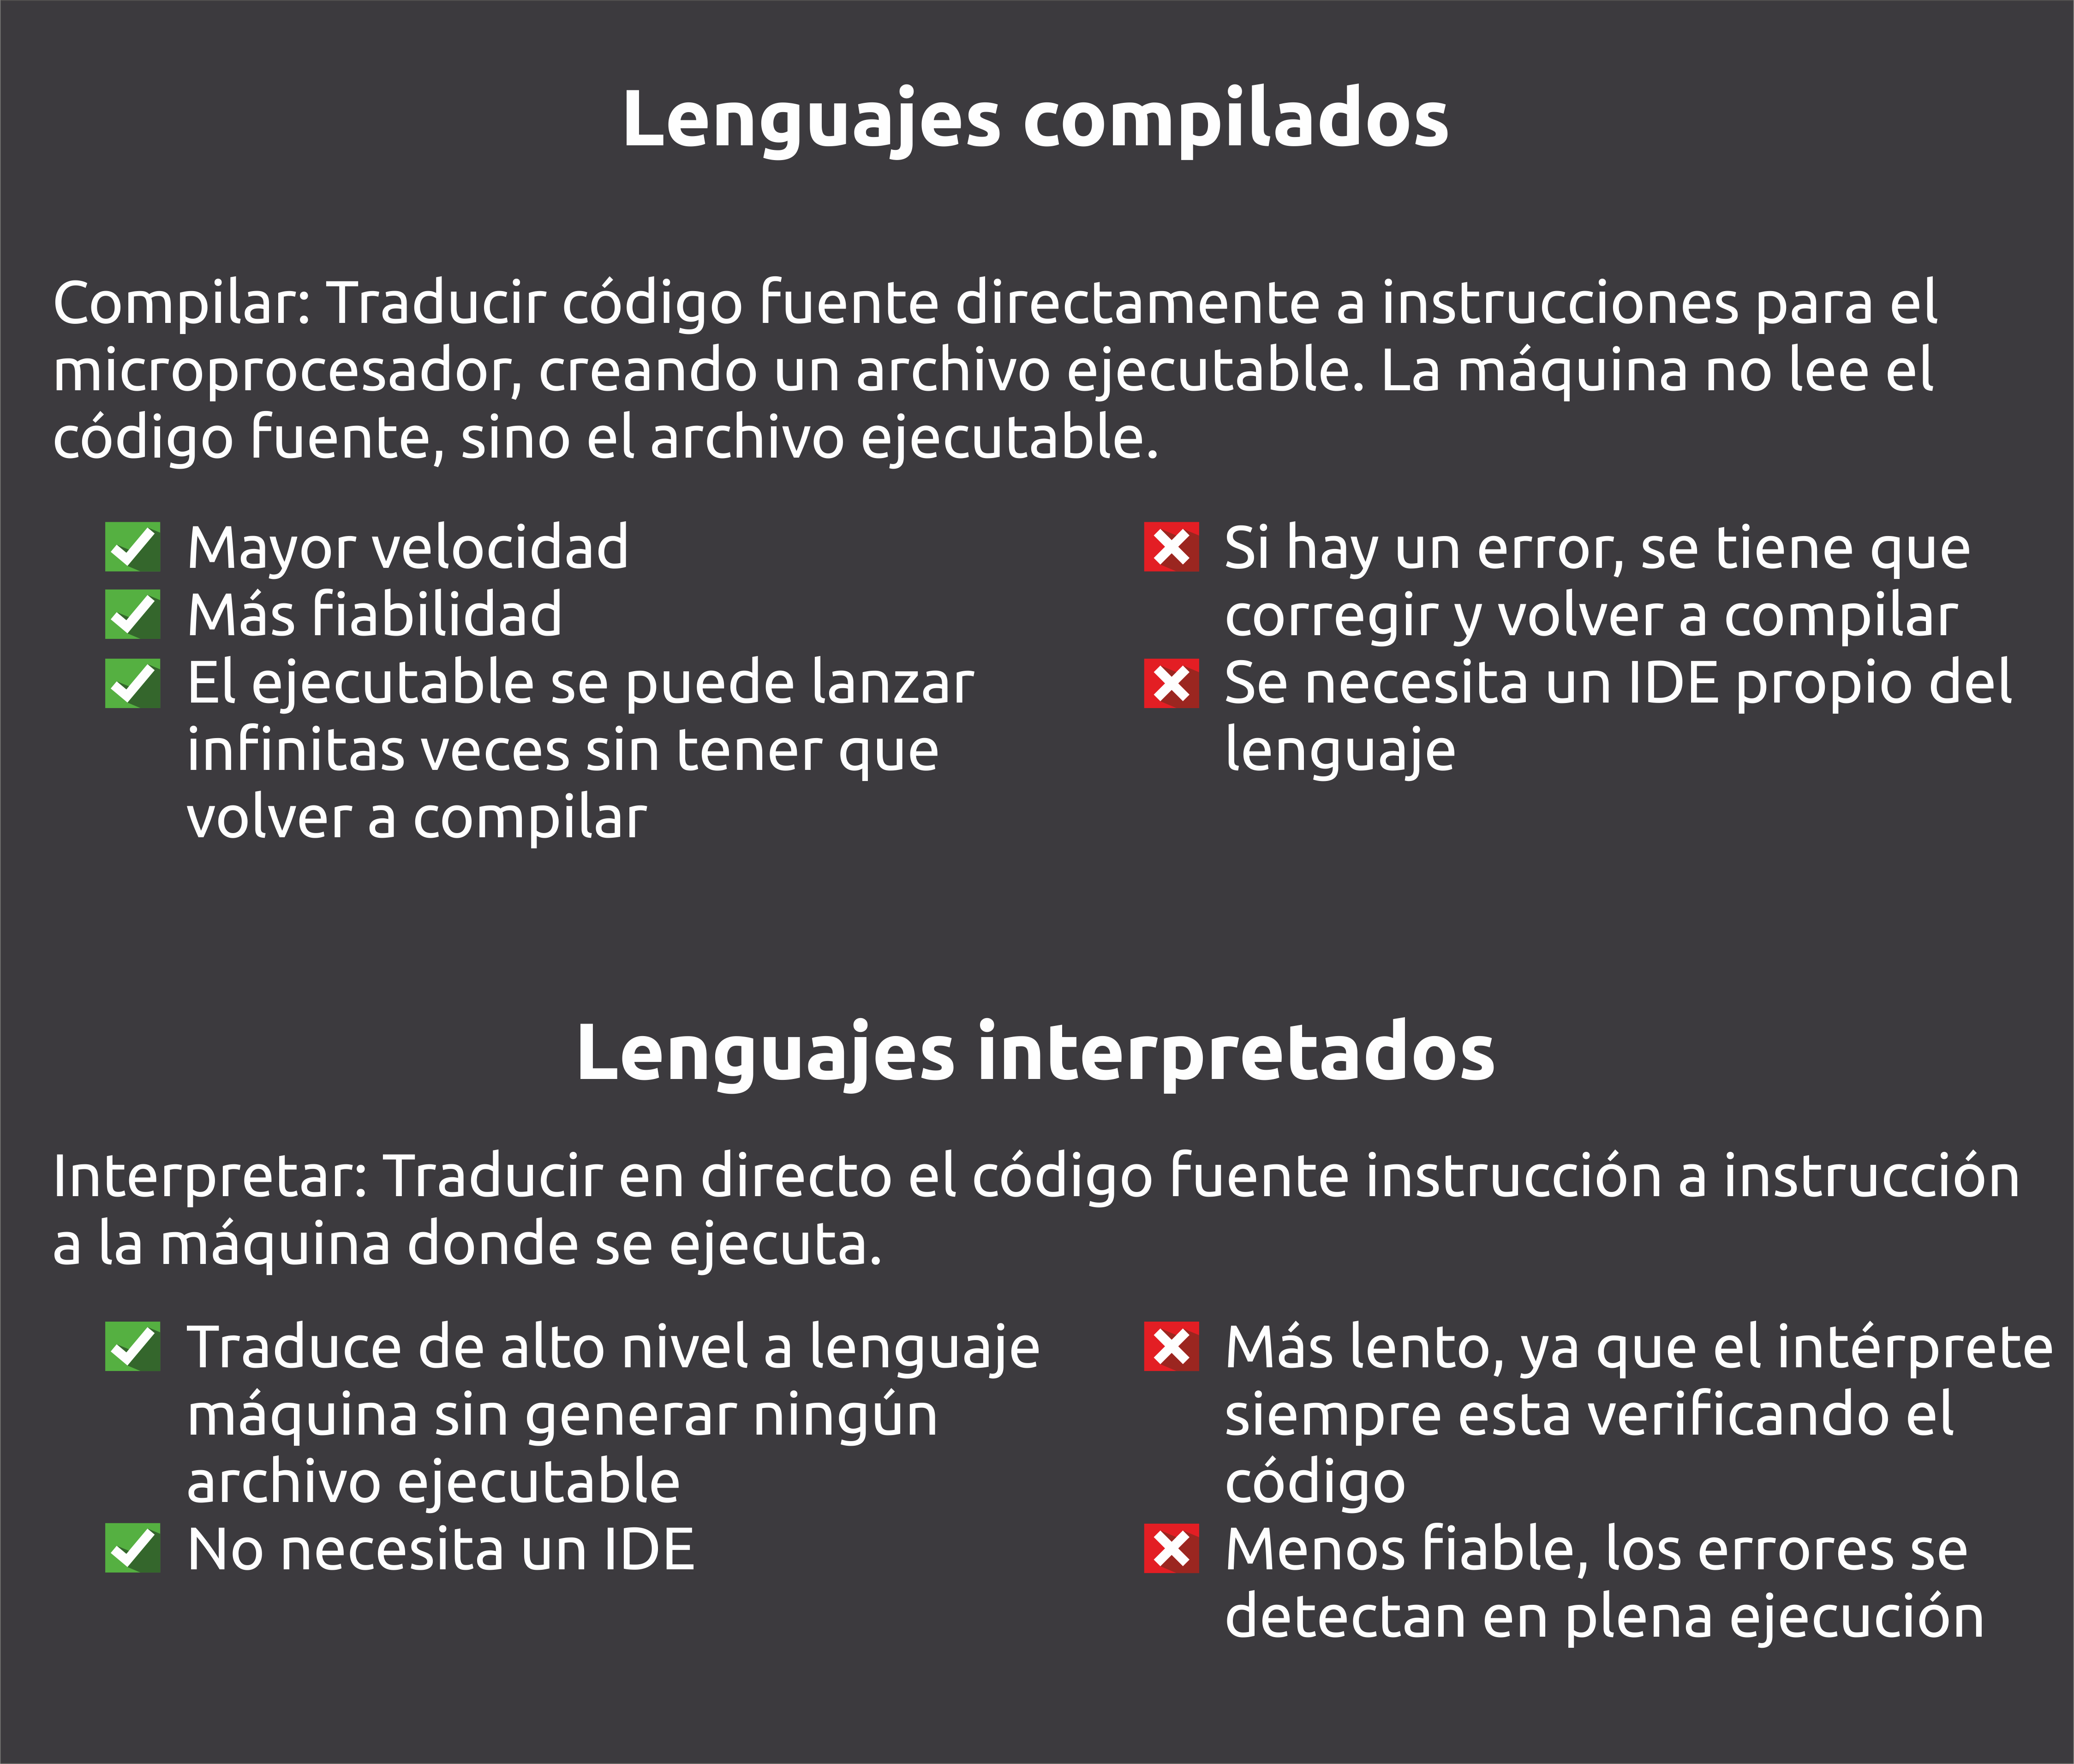 Lenguajes compilados
Compilar: Traducir código fuente directamente a instrucciones para el
microprocesador, creando un archivo ejecutable. La máquina no lee el
código fuente, sino el archivo ejecutable.
Mayor velocidad
Más fiabilidad
El ejecutable se puede lanzar
infinitas veces sin tener que
volver a compilar
Si hay un error, se tiene que
corregir y volver a compilar
Se necesita un IDE propio del
lenguaje
Lenguajes interpretados
Interpretar: Traducir en directo el código fuente instrucción a instrucción
a la máquina donde se ejecuta.
Traduce de alto nivel a lenguaje
máquina sin generar ningún
archivo ejecutable
No necesita un IDE
Más lento, ya que el intérprete
siempre esta verificando el
código
Menos fiable, los errores se
detectan en plena ejecución